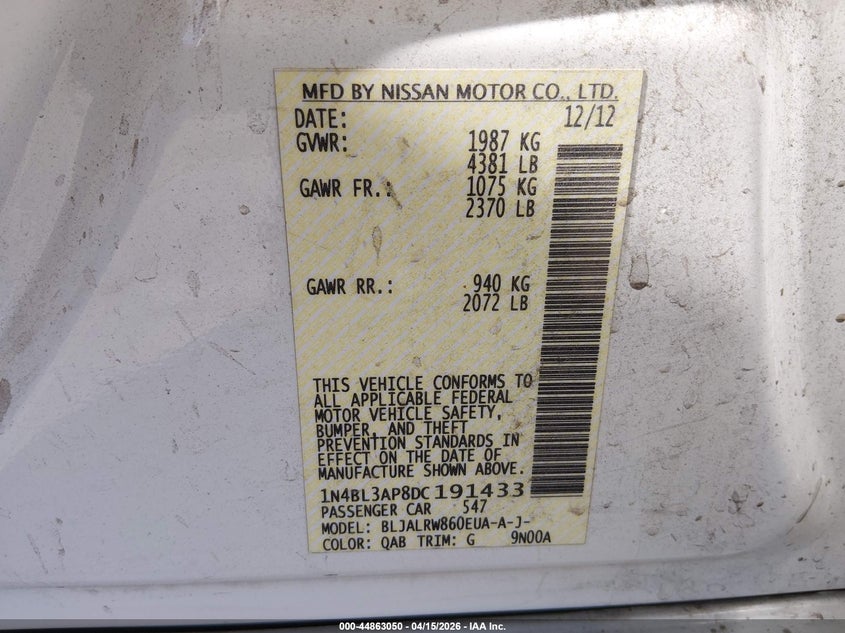 MFD BY NISSAN MOTOR CO., LTD.
DATE: 12/12
GVWR: 1987 KG
4381 LB
GAWR FR.: 1075 KG
2370 LB
GAWR RR.: 940 KG
2072 LB
THIS VEHICLE CONFORMS TO
ALL APPLICABLE FEDERAL
MOTOR VEHICLE SAFETY,
BUMPER, AND THEFT
PREVENTION STANDARDS IN
EFFECT ON THE DATE OF
MANUFACTURE SHOWN ABOVE.
1N4BL3AP8DC191433
PASSENGER CAR 547
MODEL: BLJALRW860EUA-A-J-
COLOR: QAB TRIM: G 9N00A
000-44863050 - 04/15/2026 - IAA Inc.